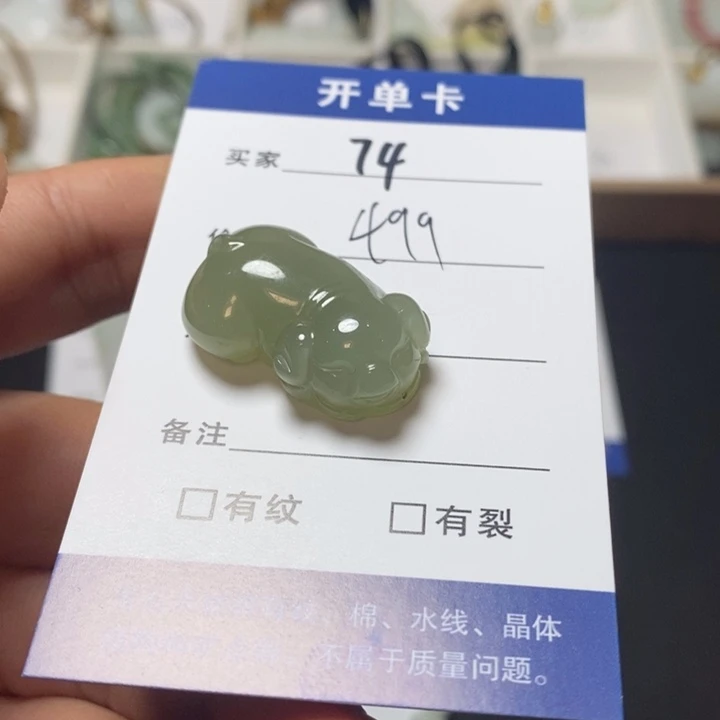 开单卡
买家 74
499
备注
□有纹 □有裂
棉、水线、晶体
不属于质量问题。